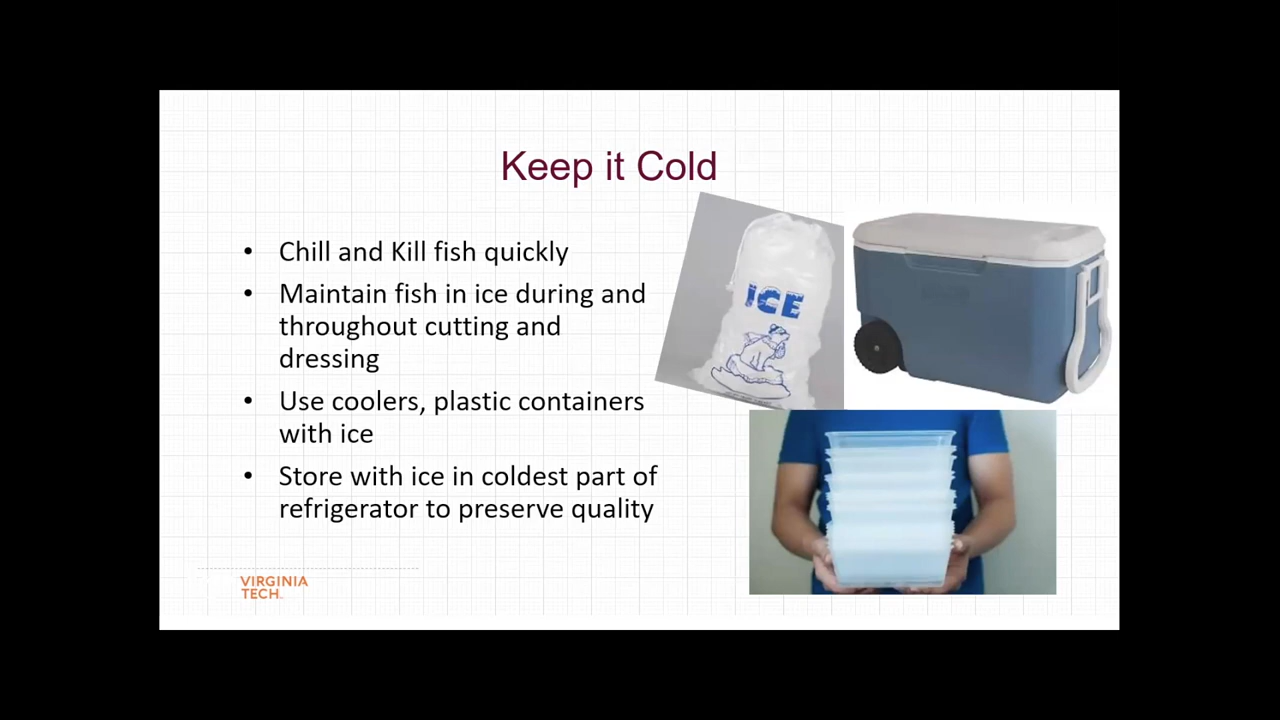 Keep it Cold
• Chill and Kill fish quickly
• Maintain fish in ice during and
throughout cutting and
dressing
• Use coolers, plastic containers
with ice
• Store with ice in coldest part of
refrigerator to preserve quality
ICE
VIRGINIA
TECH